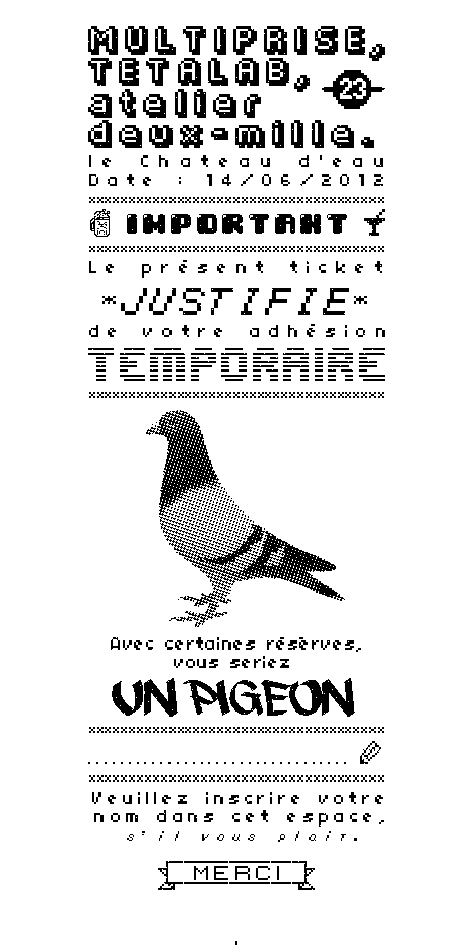 MULTIPRISE,
TETALAB,
23
atelier
deux-mille.
le Chateau d'eau
Date : 14/06/2012
IMPORTANT
Le présent ticket
*JUSTIFIE*
de votre adhésion
TEMPORAIRE
Avec certaines résèrves,
vous seriez
UN PIGEON
Veuillez inscrire votre
nom dans cet espace,
s'il vous plait.
MERCI